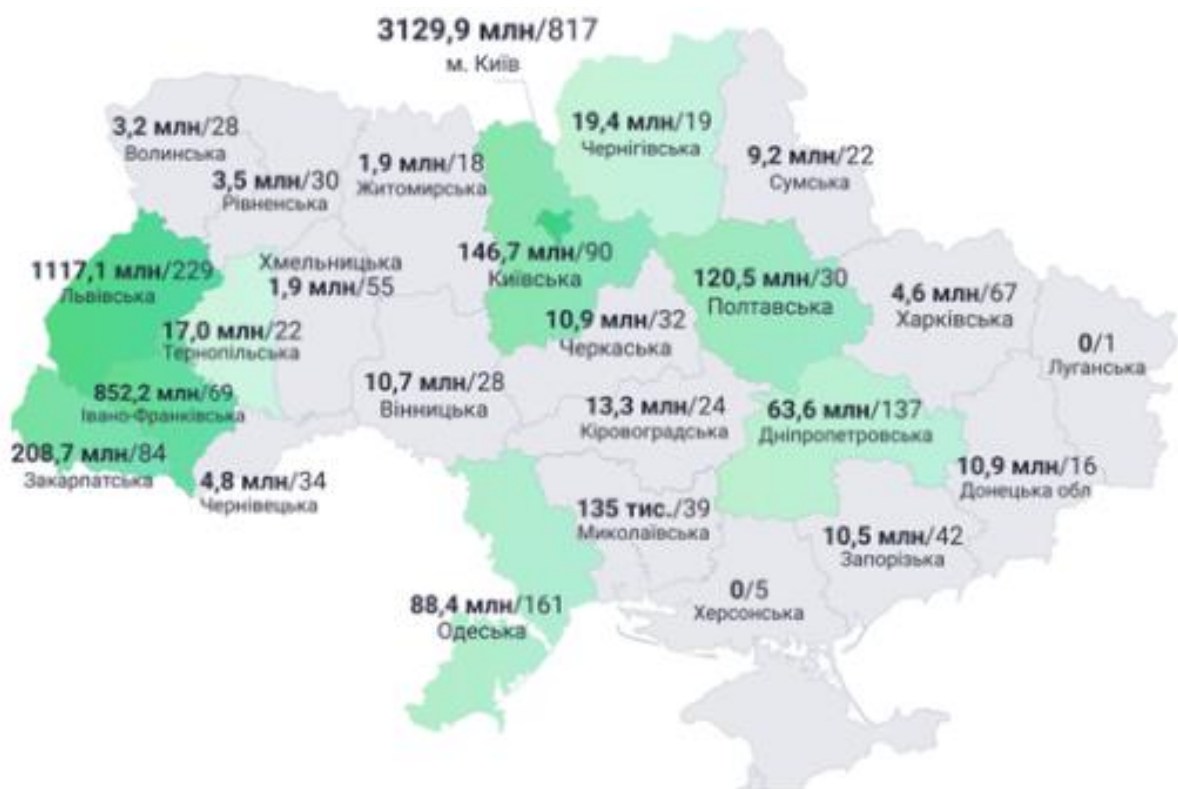 3129,9 млн/817
м. Київ
19,4 млн/19
Чернігівська
3,2 млн/28
Волинська
1,9 млн/18
Житомирська
9,2 млн/22
Сумська
3,5 млн/30
Рівненська
1117,1 млн/229
Львівська
Хмельницька
1,9 млн/55
146,7 млн/90
Київська
120,5 млн/30
Полтавська
4,6 млн/67
Харківська
17,0 млн/22
Тернопільська
10,9 млн/32
Черкаська
0/1
Луганська
852,2 млн/69
Івано-Франківська
10,7 млн/28
Вінницька
13,3 млн/24
Кіровоградська
63,6 млн/137
Дніпропетровська
208,7 млн/84
Закарпатська
4,8 млн/34
Чернівецька
10,9 млн/16
Донецька обл
135 тис./39
Миколаївська
10,5 млн/42
Запорізька
0/5
Херсонська
88,4 млн/161
Одеська